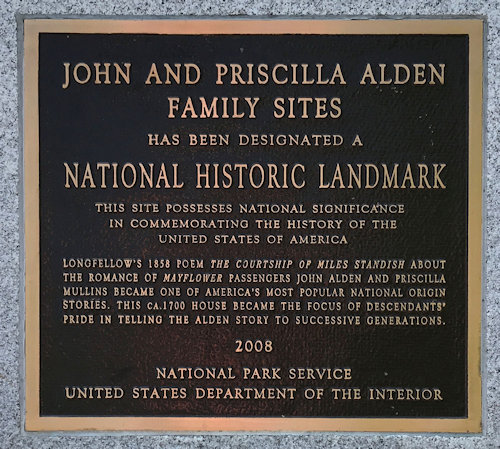 JOHN AND PRISCILLA ALDEN
FAMILY SITES
HAS BEEN DESIGNATED A
NATIONAL HISTORIC LANDMARK
THIS SITE POSSESSES NATIONAL SIGNIFICANCE
IN COMMEMORATING THE HISTORY OF THE
UNITED STATES OF AMERICA
LONGFELLOW'S 1858 POEM THE COURTSHIP OF MILES STANDISH ABOUT
THE ROMANCE OF MAYFLOWER PASSENGERS JOHN ALDEN AND PRISCILLA
MULLINS BECAME ONE OF AMERICA'S MOST POPULAR NATIONAL ORIGIN
STORIES. THIS CA.1700 HOUSE BECAME THE FOCUS OF DESCENDANTS'
PRIDE IN TELLING THE ALDEN STORY TO SUCCESSIVE GENERATIONS.
2008
NATIONAL PARK SERVICE
UNITED STATES DEPARTMENT OF THE INTERIOR